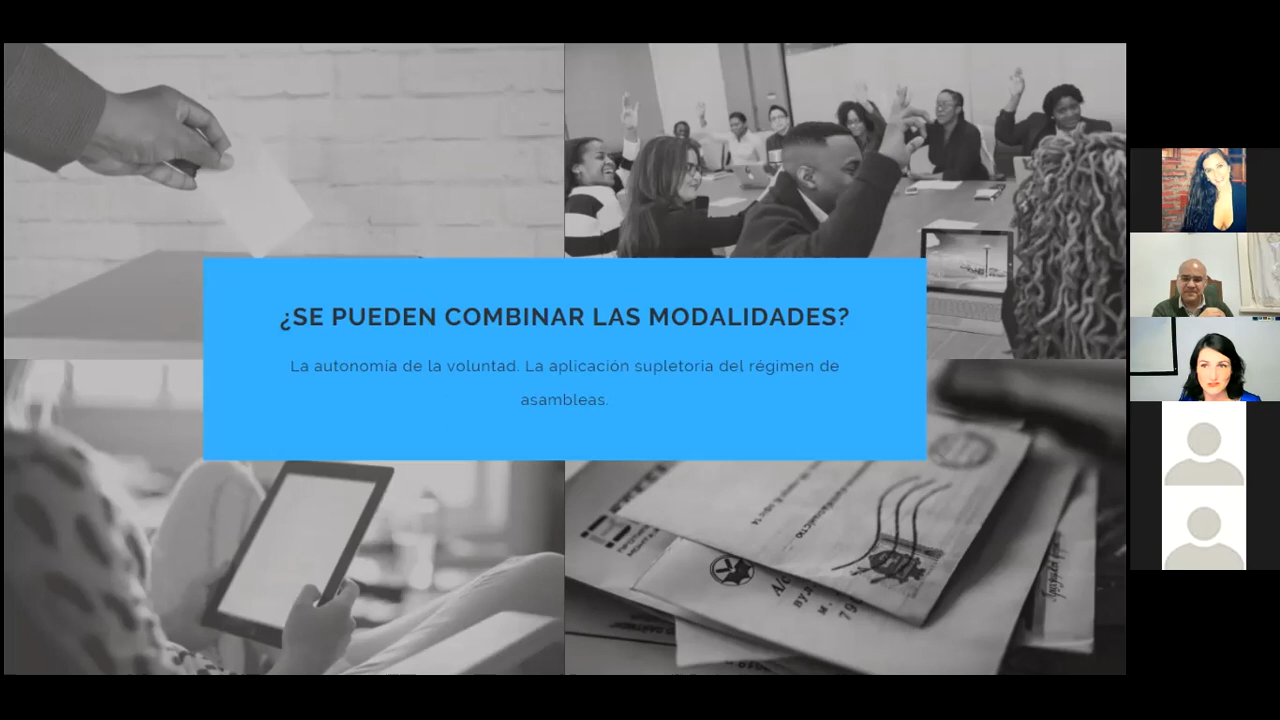 ¿SE PUEDEN COMBINAR LAS MODALIDADES?
La autonomía de la voluntad. La aplicación supletoria del régimen de
asambleas.